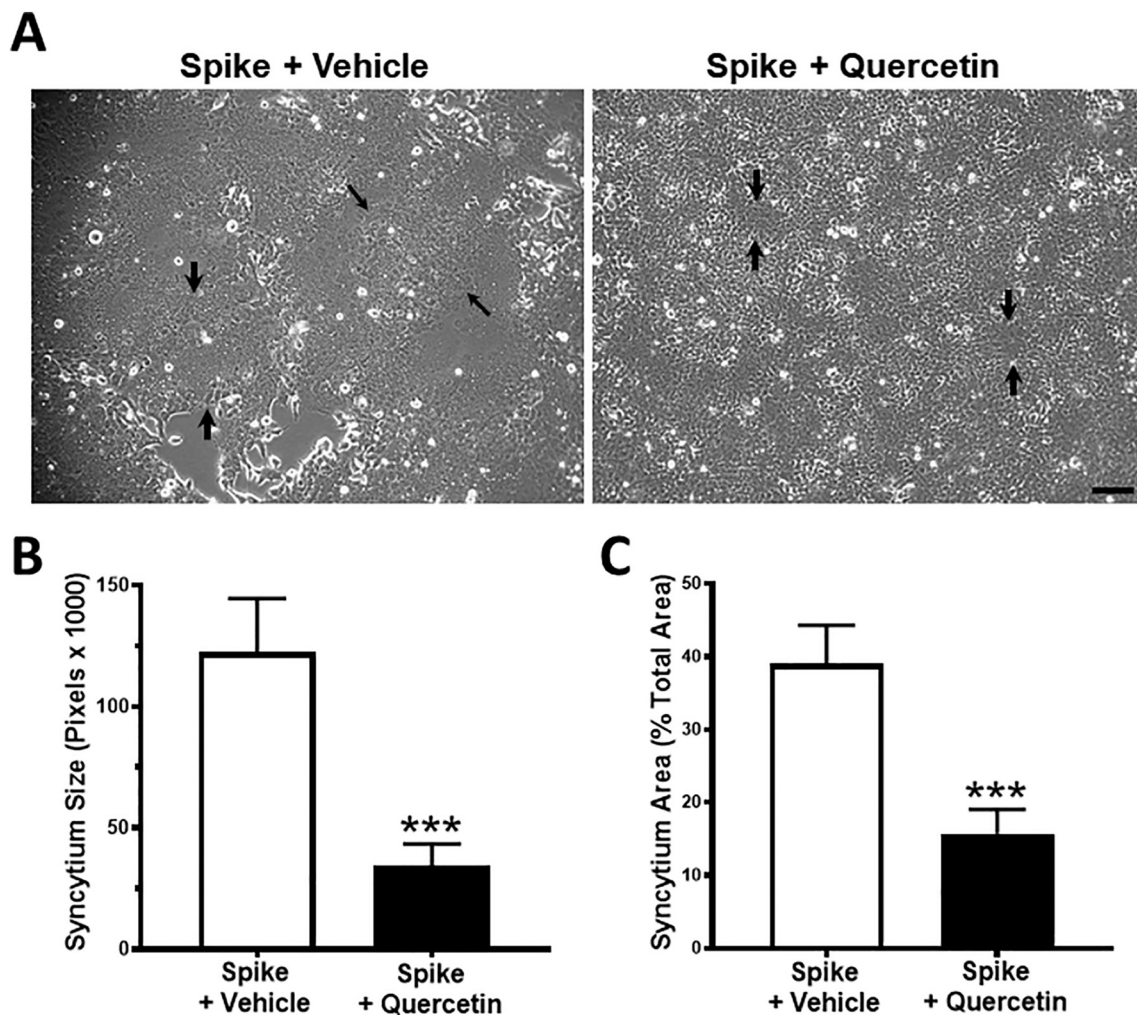 A
Spike + Vehicle
Spike + Quercetin
B
Syncytium Size (Pixels x 1000)
150
100
50
0
***
Spike
+ Vehicle
Spike
+ Quercetin
C
Syncytium Area (% Total Area)
50
40
30
20
10
0
***
Spike
+ Vehicle
Spike
+ Quercetin